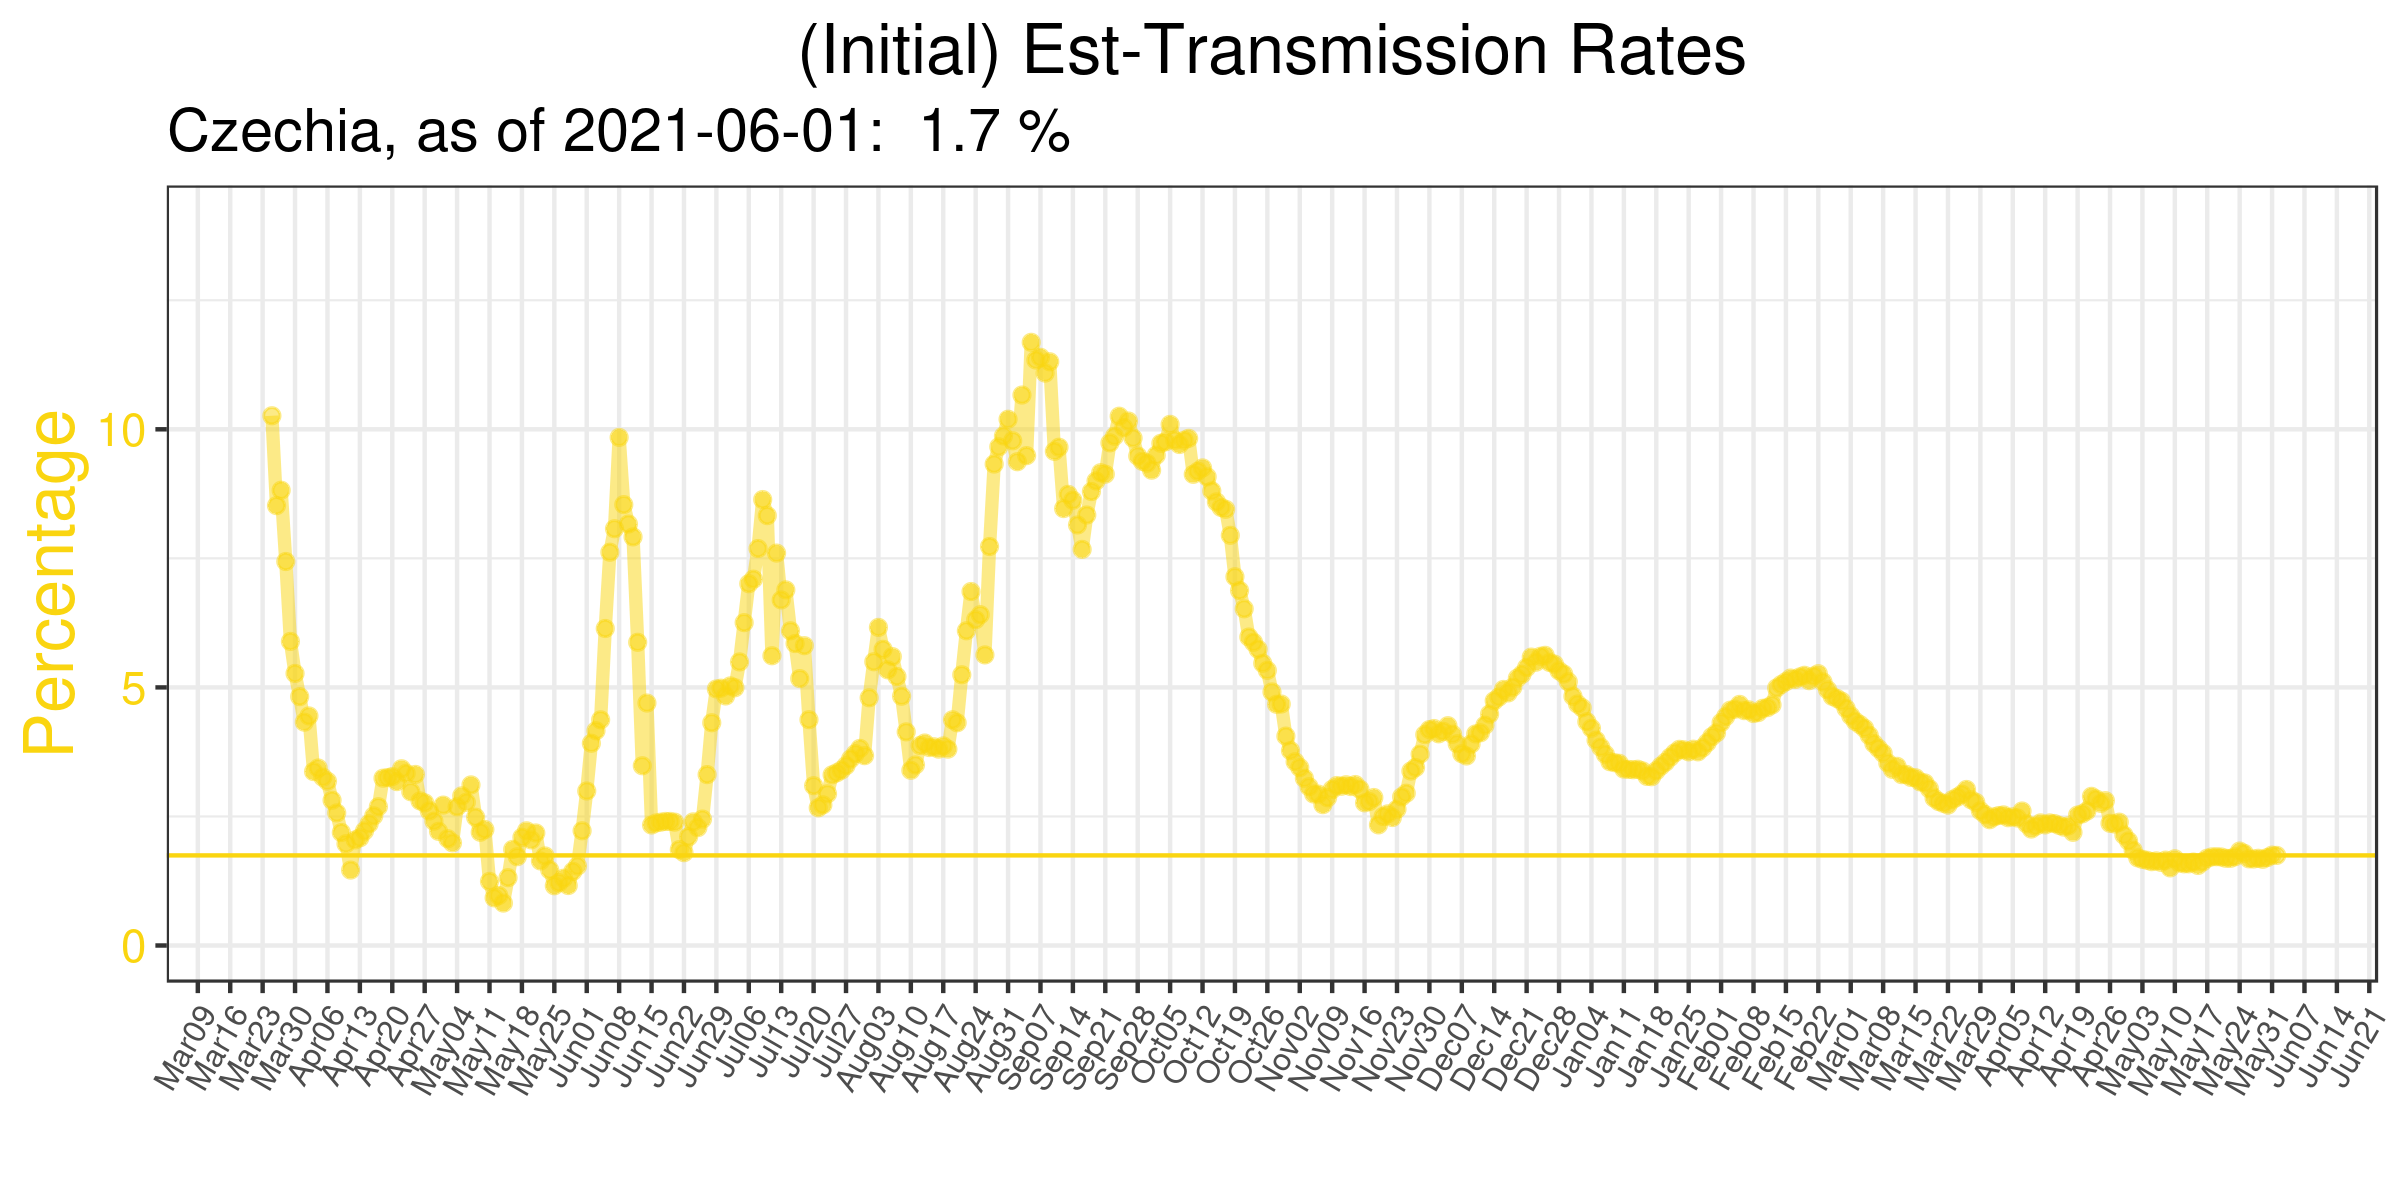 (Initial) Est-Transmission Rates
Czechia, as of 2021-06-01:  1.7 %
Percentage
10
5
0
Mar09
Mar16
Mar23
Mar30
Apr06
Apr13
Apr20
Apr27
May04
May11
May18
May25
Jun01
Jun08
Jun15
Jun22
Jun29
Jul06
Jul13
Jul20
Jul27
Aug03
Aug10
Aug17
Aug24
Aug31
Sep07
Sep14
Sep21
Sep28
Oct05
Oct12
Oct19
Oct26
Nov02
Nov09
Nov16
Nov23
Nov30
Dec07
Dec14
Dec21
Dec28
Jan04
Jan11
Jan18
Jan25
Feb01
Feb08
Feb15
Feb22
Mar01
Mar08
Mar15
Mar22
Mar29
Apr05
Apr12
Apr19
Apr26
May03
May10
May17
May24
May31
Jun07
Jun14
Jun21